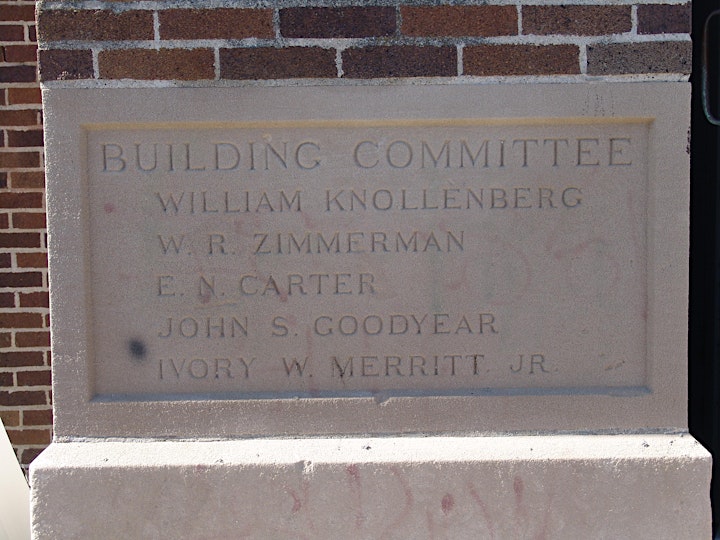 BUILDING COMMITTEE
WILLIAM KNOLLENBERG
W. R. ZIMMERMAN
E. N. CARTER
JOHN S. GOODYEAR
IVORY W. MERRITT JR.